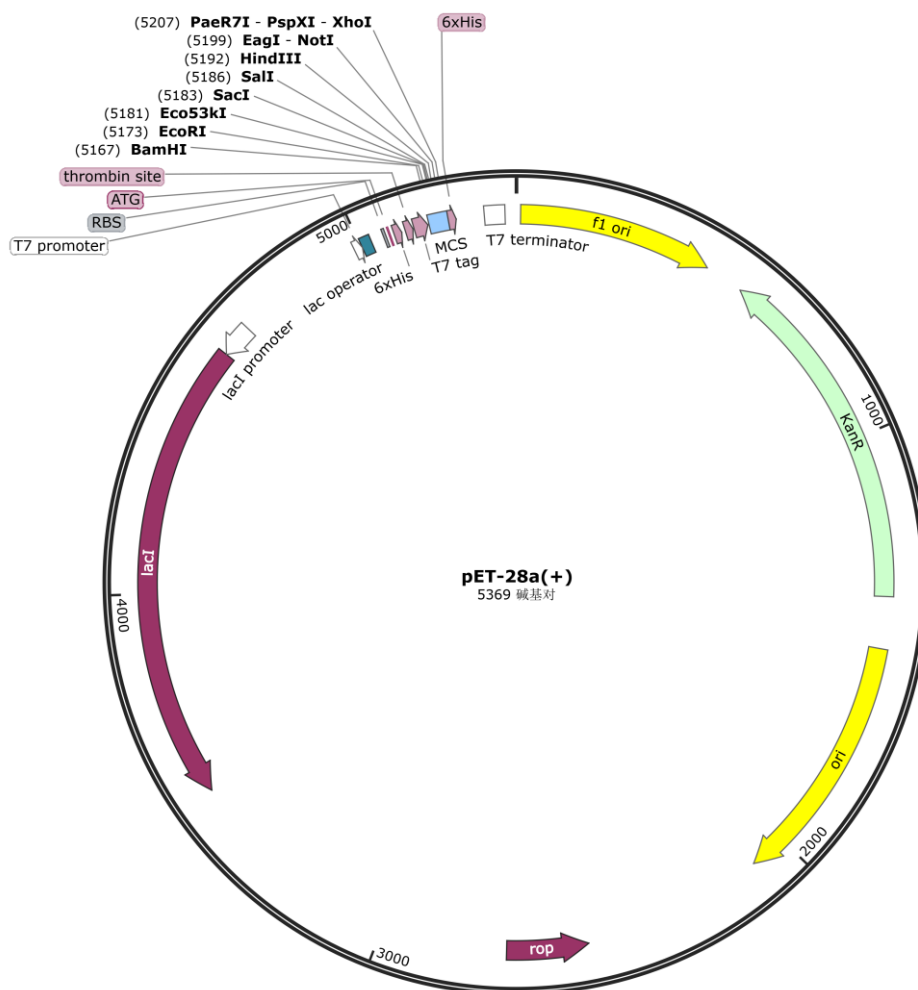 (5207) PaeR7I - PspXI - XhoI
6xHis
(5199) EagI - NotI
(5192) HindIII
(5186) SalI
(5183) SacI
(5181) Eco53kI
(5173) EcoRI
(5167) BamHI
thrombin site
ATG
RBS
T7 promoter
5000
lac operator
6xHis
T7 tag
MCS
T7 terminator
f1 ori
lacI promoter
KanR
1000
lacI
4000
pET-28a(+)
5369 碱基对
ori
2000
rop
3000